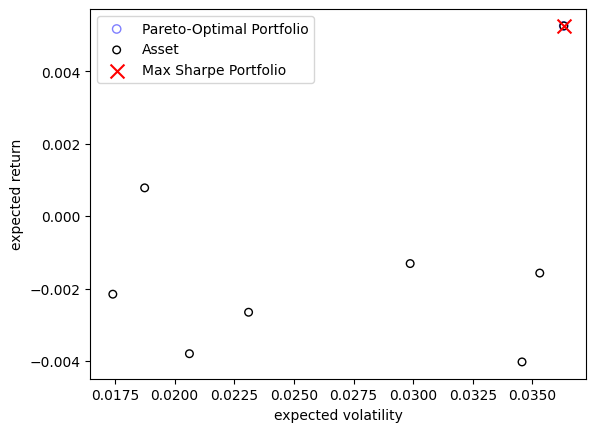 Pareto-Optimal Portfolio
Asset
Max Sharpe Portfolio
expected return
0.004
0.002
0.000
−0.002
−0.004
0.0175 0.0200 0.0225 0.0250 0.0275 0.0300 0.0325 0.0350
expected volatility